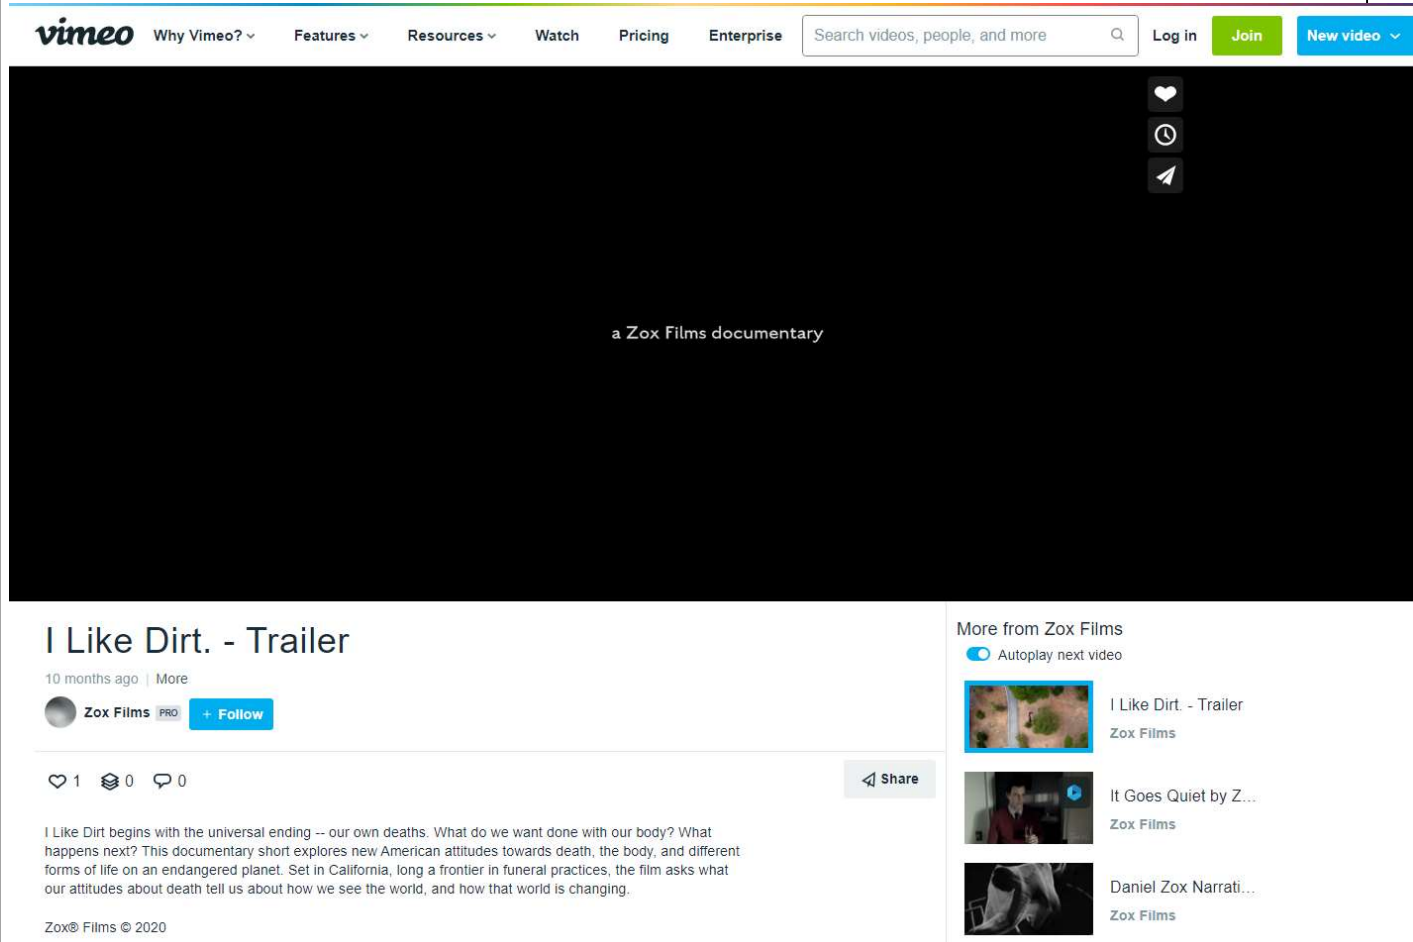 vimeo
Why Vimeo?
Features
Resources
Watch
Pricing
Enterprise
Search videos, people, and more
Log in
Join
New video
a Zox Films documentary
I Like Dirt. - Trailer
10 months ago | More
Zox Films PRO + Follow
1 0 0
Share
I Like Dirt begins with the universal ending -- our own deaths. What do we want done with our body? What
happens next? This documentary short explores new American attitudes towards death, the body, and different
forms of life on an endangered planet. Set in California, long a frontier in funeral practices, the film asks what
our attitudes about death tell us about how we see the world, and how that world is changing.
Zox® Films © 2020
More from Zox Films
Autoplay next video
I Like Dirt. - Trailer
Zox Films
It Goes Quiet by Z...
Zox Films
Daniel Zox Narrati...
Zox Films